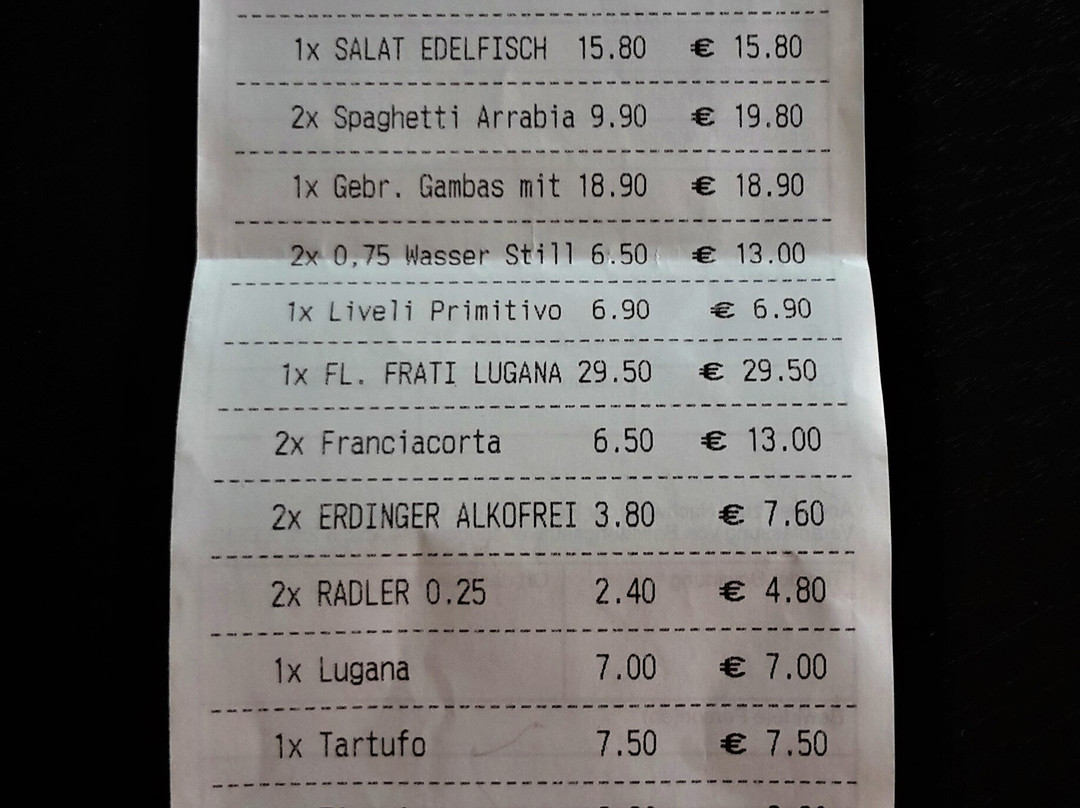 1x SALAT EDELFISCH 15.80 € 15.80
2x Spaghetti Arrabia 9.90 € 19.80
1x Gebr. Gambas mit 18.90 € 18.90
2x 0,75 Wasser Still 6.50 € 13.00
1x Liveli Primitivo 6.90 € 6.90
1x FL. FRATI LUGANA 29.50 € 29.50
2x Franciacorta 6.50 € 13.00
2x ERDINGER ALKOFREI 3.80 € 7.60
2x RADLER 0.25 2.40 € 4.80
1x Lugana 7.00 € 7.00
1x Tartufo 7.50 € 7.50